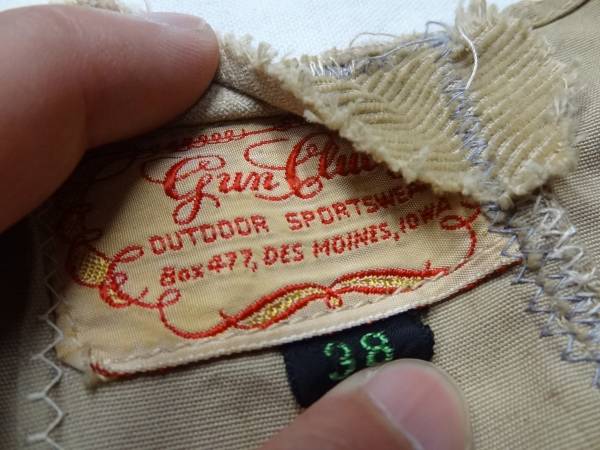 Gun Club
OUTDOOR SPORTSWEAR
Box 477, DES MOINES, IOWA
38